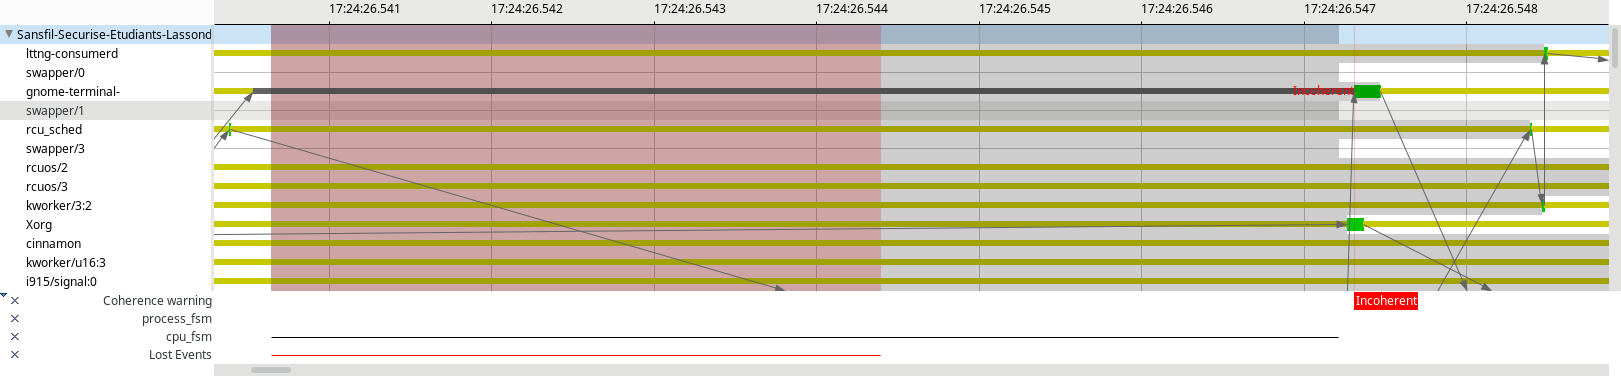 17:24:26.541 17:24:26.542 17:24:26.543 17:24:26.544 17:24:26.545 17:24:26.546 17:24:26.547 17:24:26.548
Sansfil-Securise-Etudiants-Lassond
lttng-consumerd
swapper/0
gnome-terminal- Incoherent
swapper/1
rcu_sched
swapper/3
rcuos/2
rcuos/3
kworker/3:2
Xorg
cinnamon
kworker/u16:3
i915/signal:0
Coherence warning Incoherent
process_fsm
cpu_fsm
Lost Events